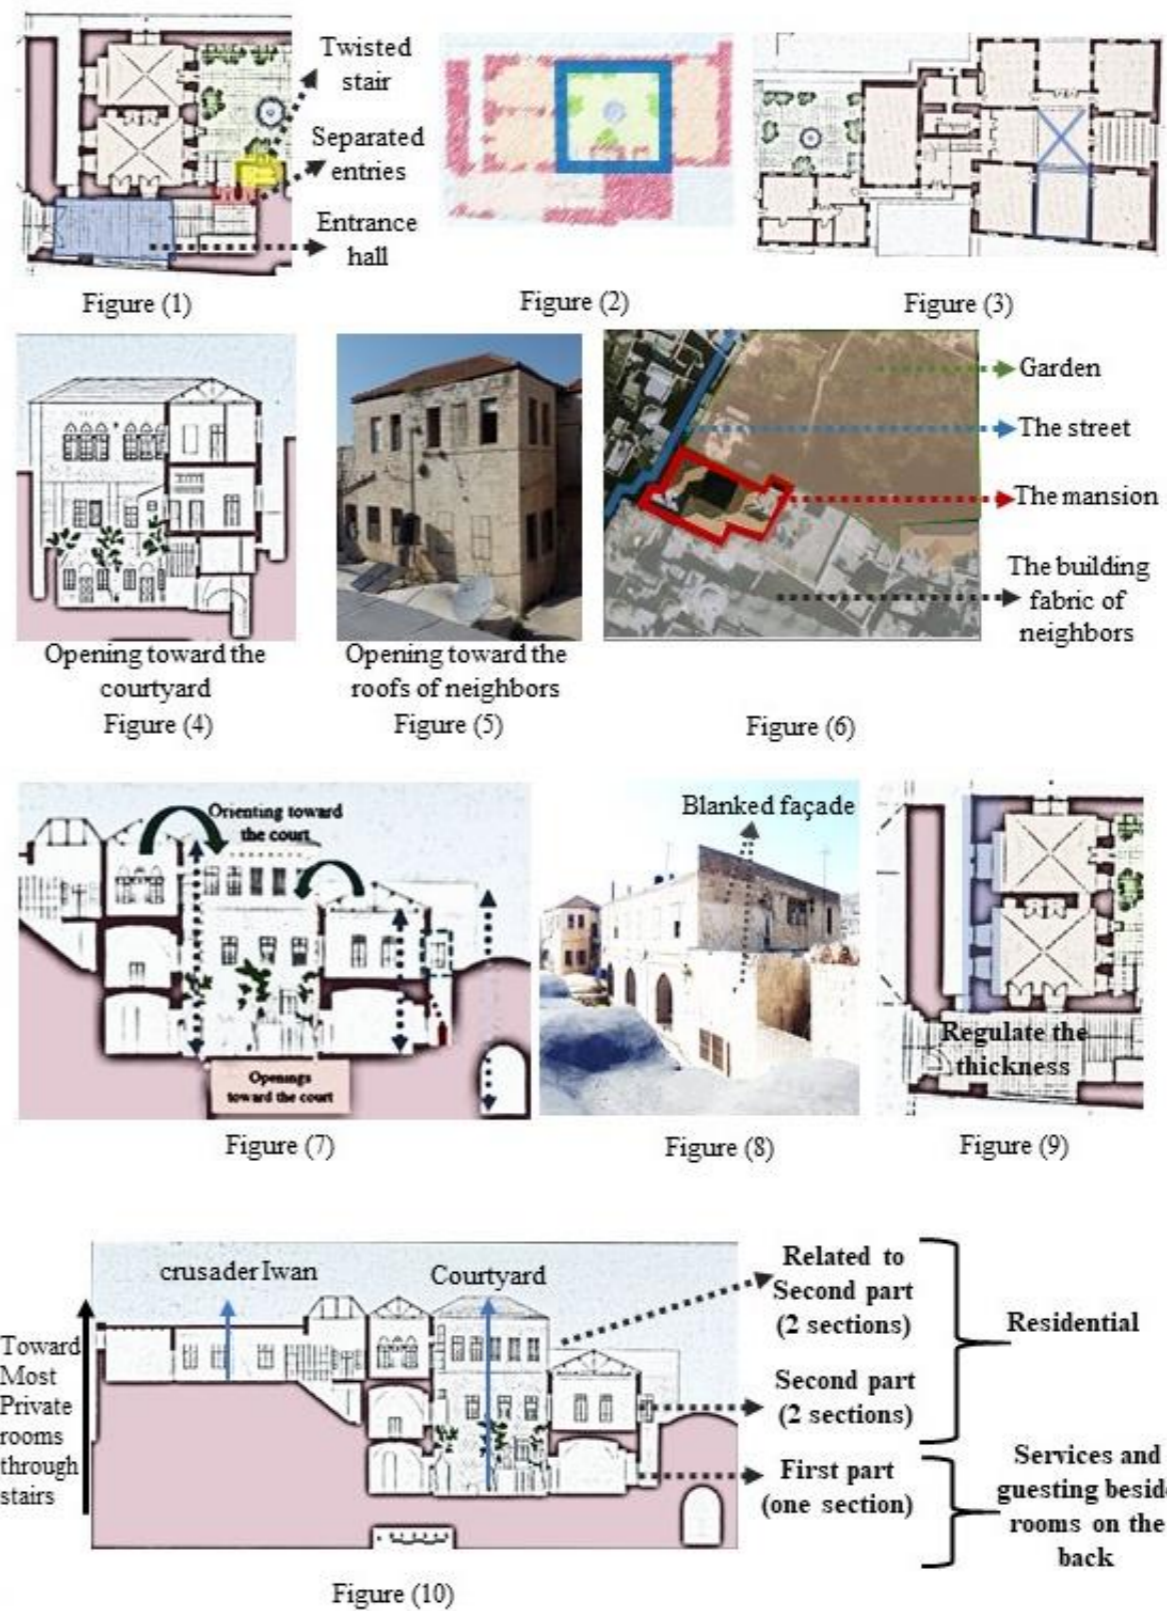 Twisted
stair
Separated
entries
Entrance
hall
Figure (1)
Figure (2)
Figure (3)
Garden
The street
The mansion
The building
fabric of
neighbors
Opening toward the
courtyard
Figure (4)
Opening toward the
roofs of neighbors
Figure (5)
Figure (6)
Orienting toward
the court
Openings
toward the court
Figure (7)
Blanked façade
Figure (8)
Regulate the
thickness
Figure (9)
crusader Iwan
Courtyard
Toward
Most
Private
rooms
through
stairs
Related to
Second part
(2 sections)
Second part
(2 sections)
First part
(one section)
Residential
Services and
guesting beside
rooms on the
back
Figure (10)